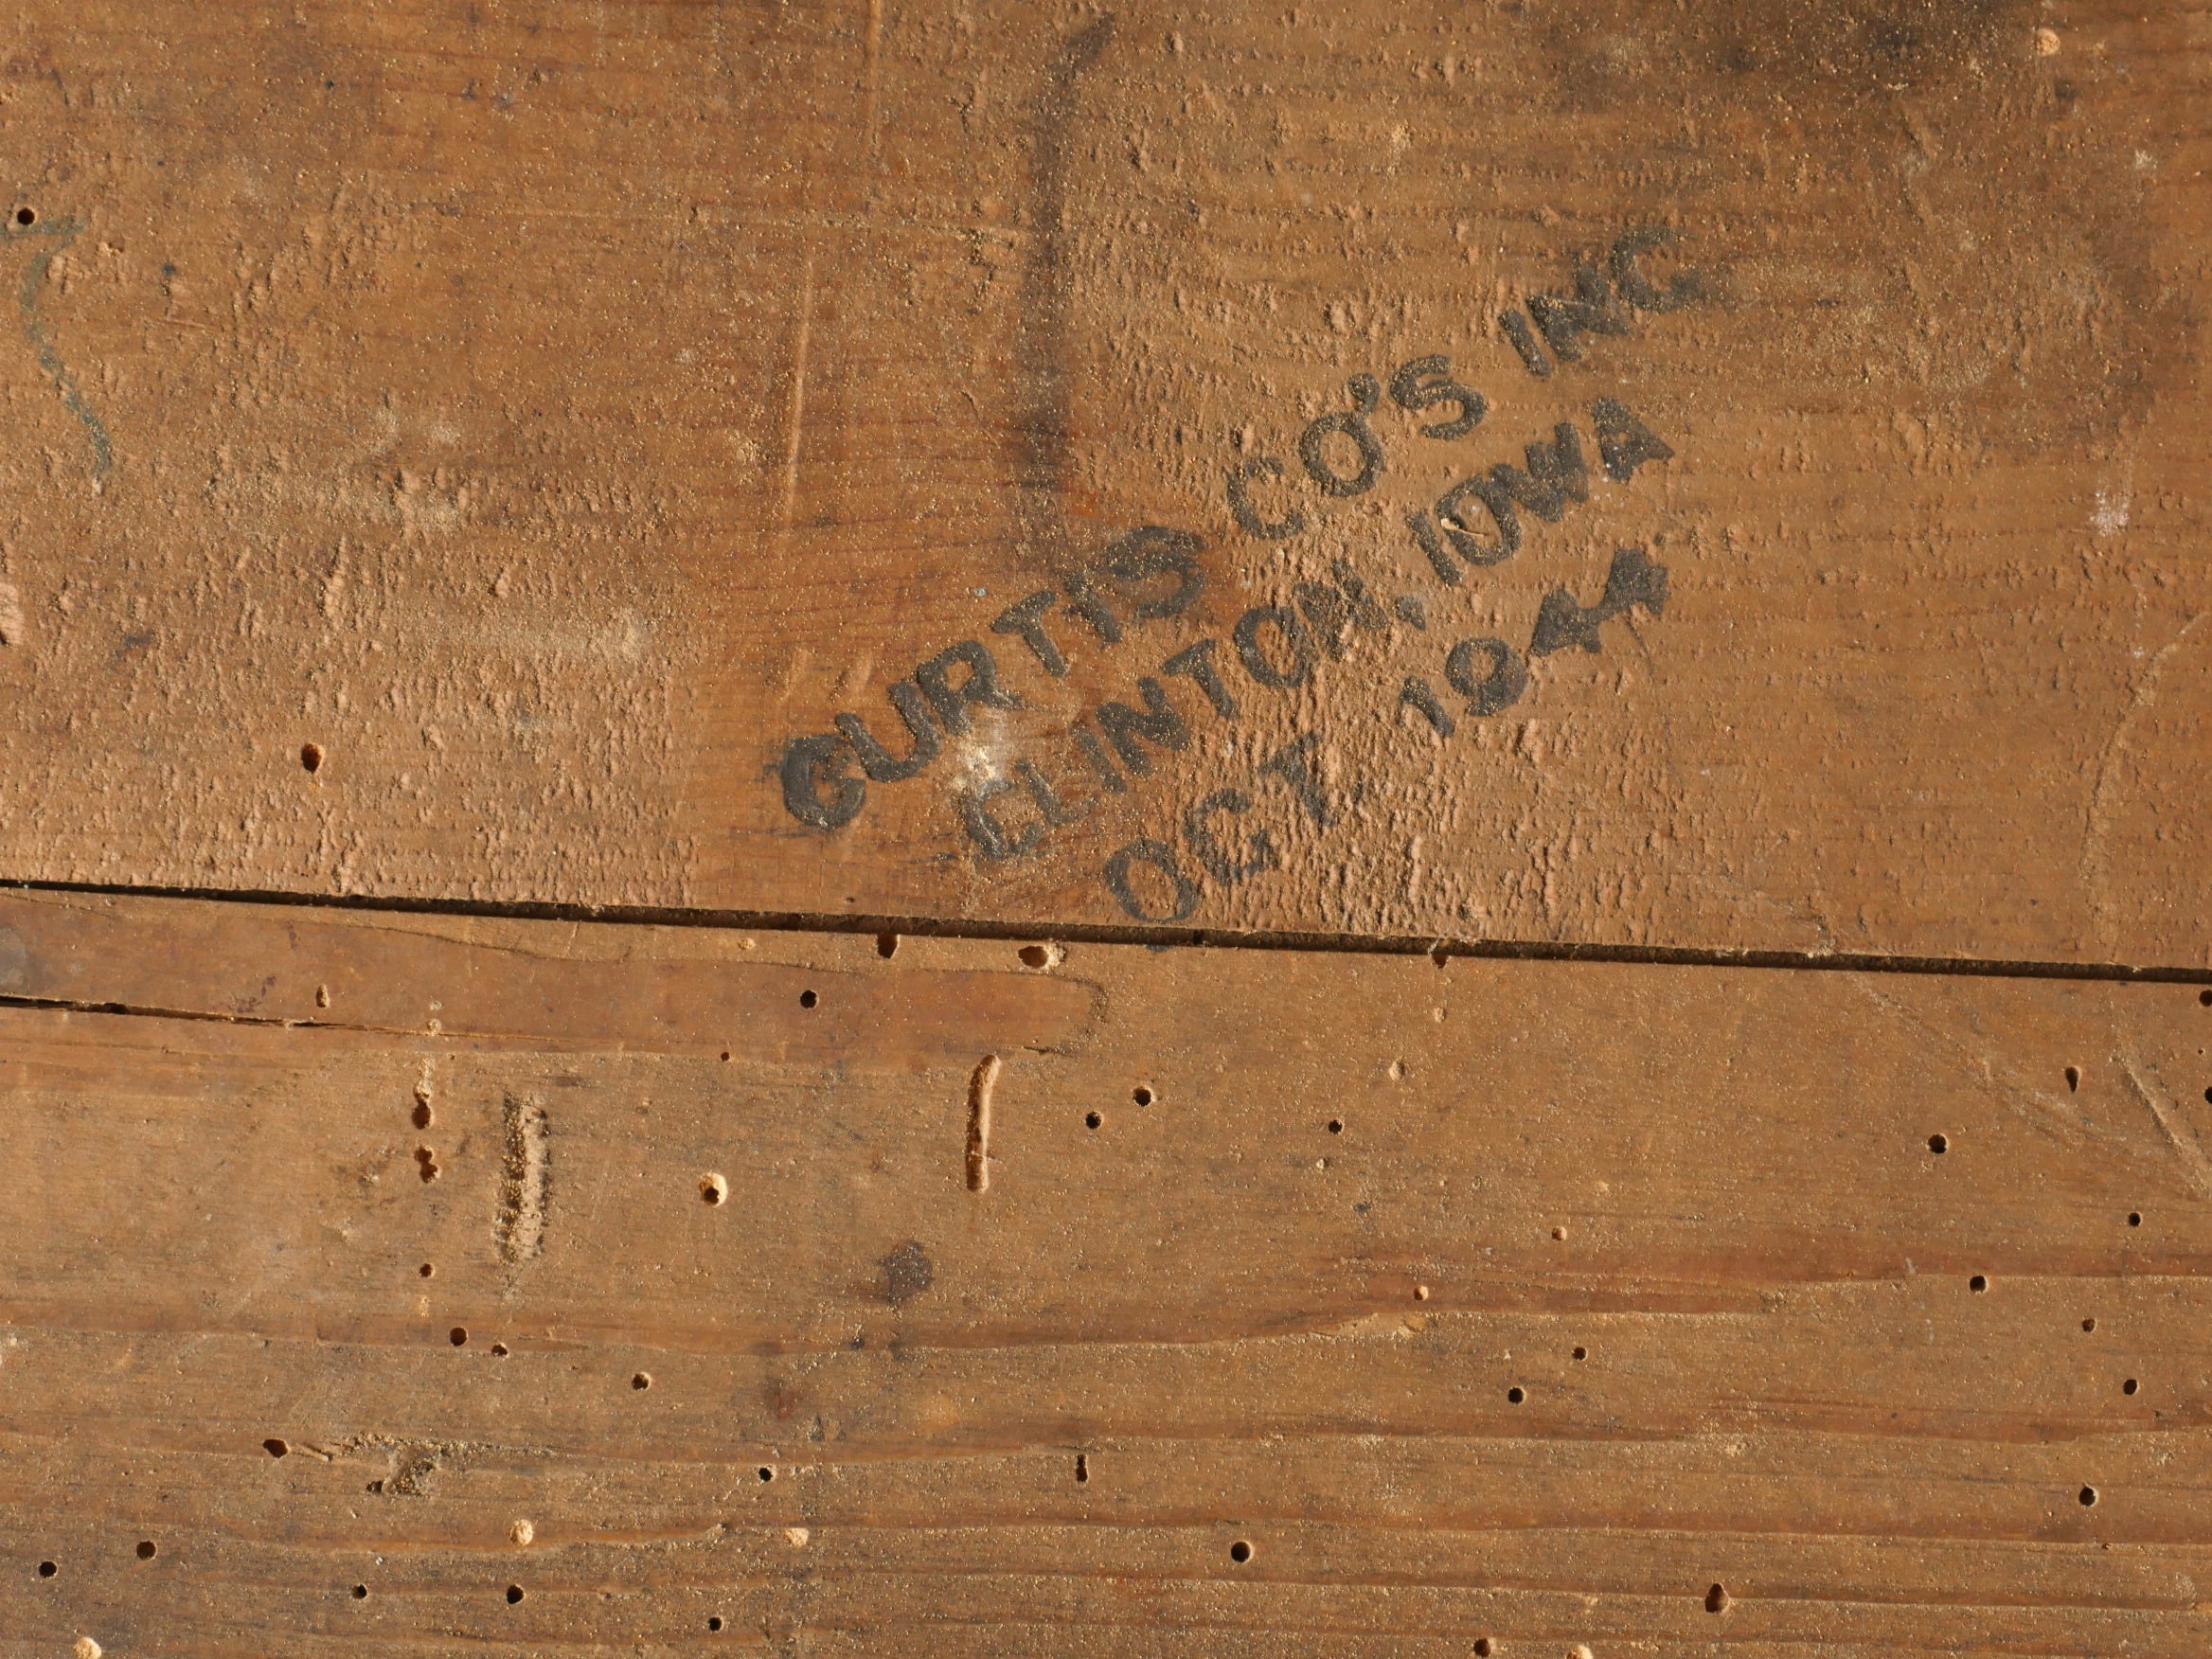 CURTIS CO'S INC
CLINTON, IOWA
OCT 1944